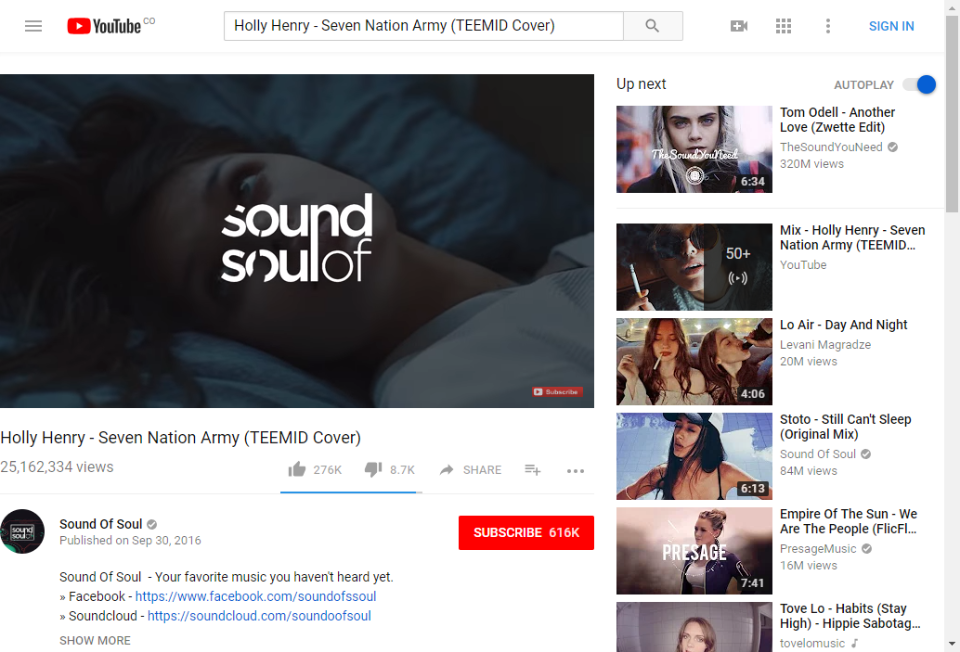 YouTube CO
Holly Henry - Seven Nation Army (TEEMID Cover)
SIGN IN
sound
soulof
Subscribe
Holly Henry - Seven Nation Army (TEEMID Cover)
25,162,334 views
276K
8.7K
SHARE
sound
soulof
Sound Of Soul
Published on Sep 30, 2016
SUBSCRIBE 616K
Sound Of Soul - Your favorite music you haven't heard yet.
» Facebook - https://www.facebook.com/soundofssoul
» Soundcloud - https://soundcloud.com/soundoofsoul
SHOW MORE
Up next
AUTOPLAY
TheSoundYouNeed
6:34
Tom Odell - Another
Love (Zwette Edit)
TheSoundYouNeed
320M views
50+
Mix - Holly Henry - Seven
Nation Army (TEEMID...
YouTube
4:06
Lo Air - Day And Night
Levani Magradze
20M views
6:13
Stoto - Still Can't Sleep
(Original Mix)
Sound Of Soul
84M views
PRESAGE
7:41
Empire Of The Sun - We
Are The People (FlicFl...
PresageMusic
16M views
Tove Lo - Habits (Stay
High) - Hippie Sabotag...
tovelomusic